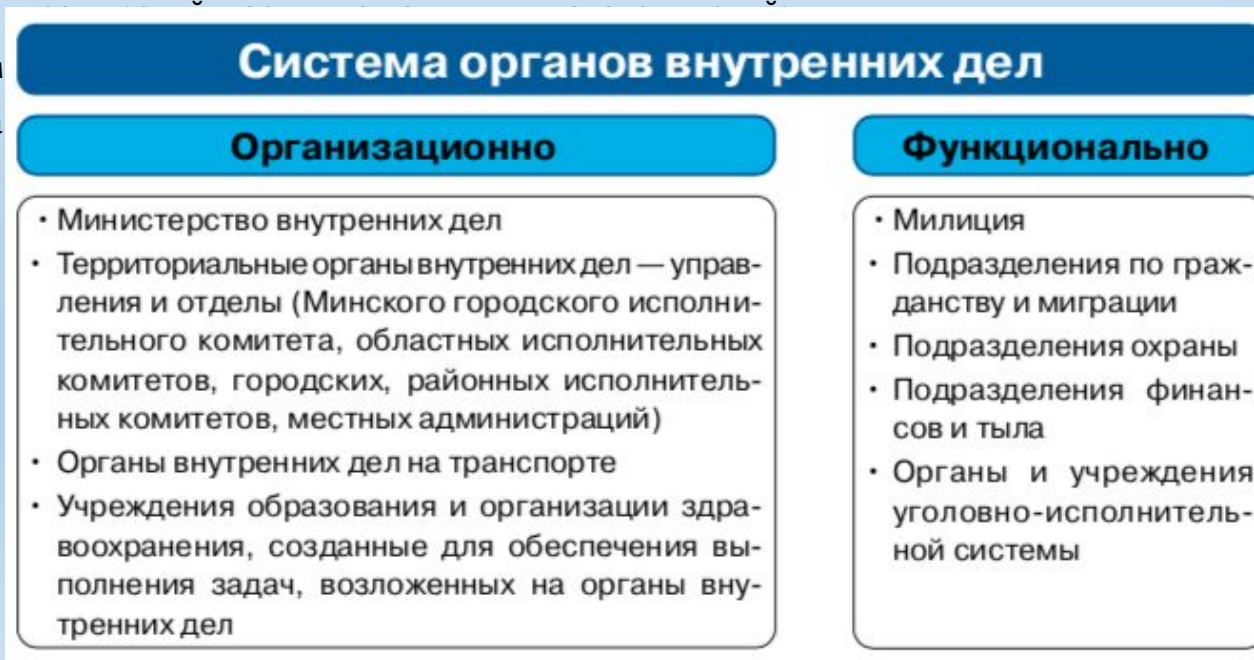 Система органов внутренних дел
Организационно
• Министерство внутренних дел
• Территориальные органы внутренних дел — управ-
ления и отделы (Минского городского исполни-
тельного комитета, областных исполнительных
комитетов, городских, районных исполнитель-
ных комитетов, местных администраций)
• Органы внутренних дел на транспорте
• Учреждения образования и организации здра-
воохранения, созданные для обеспечения вы-
полнения задач, возложенных на органы вну-
тренних дел
Функционально
• Милиция
• Подразделения по граж-
данству и миграции
• Подразделения охраны
• Подразделения финан-
сов и тыла
• Органы и учреждения
уголовно-исполнитель-
ной системы